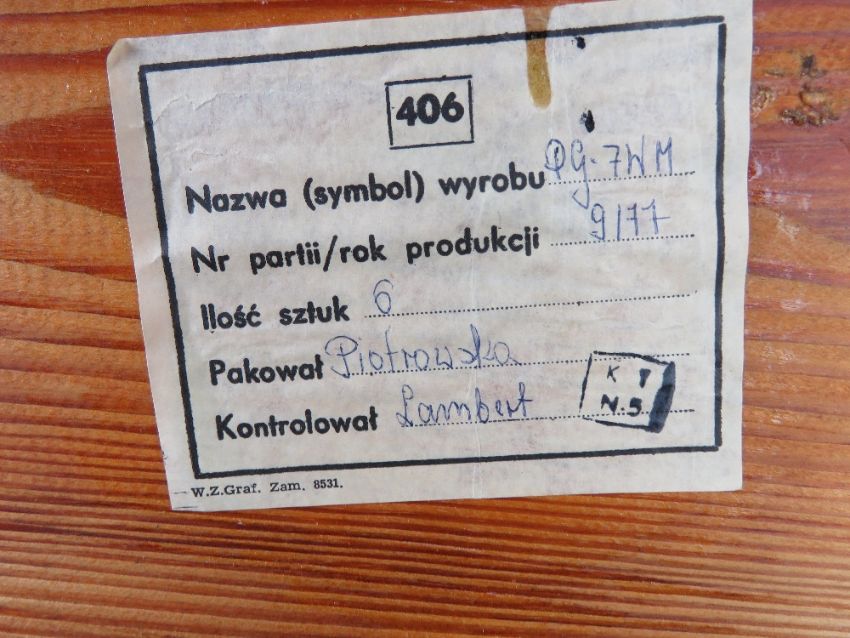 406
Nazwa (symbol) wyrobu PG-7WM
Nr partii/rok produkcji 9/77
Ilość sztuk 6
Pakował Piotrowska
Kontrolował Lambert
K T
N.5
W.Z.Graf. Zam. 8531.